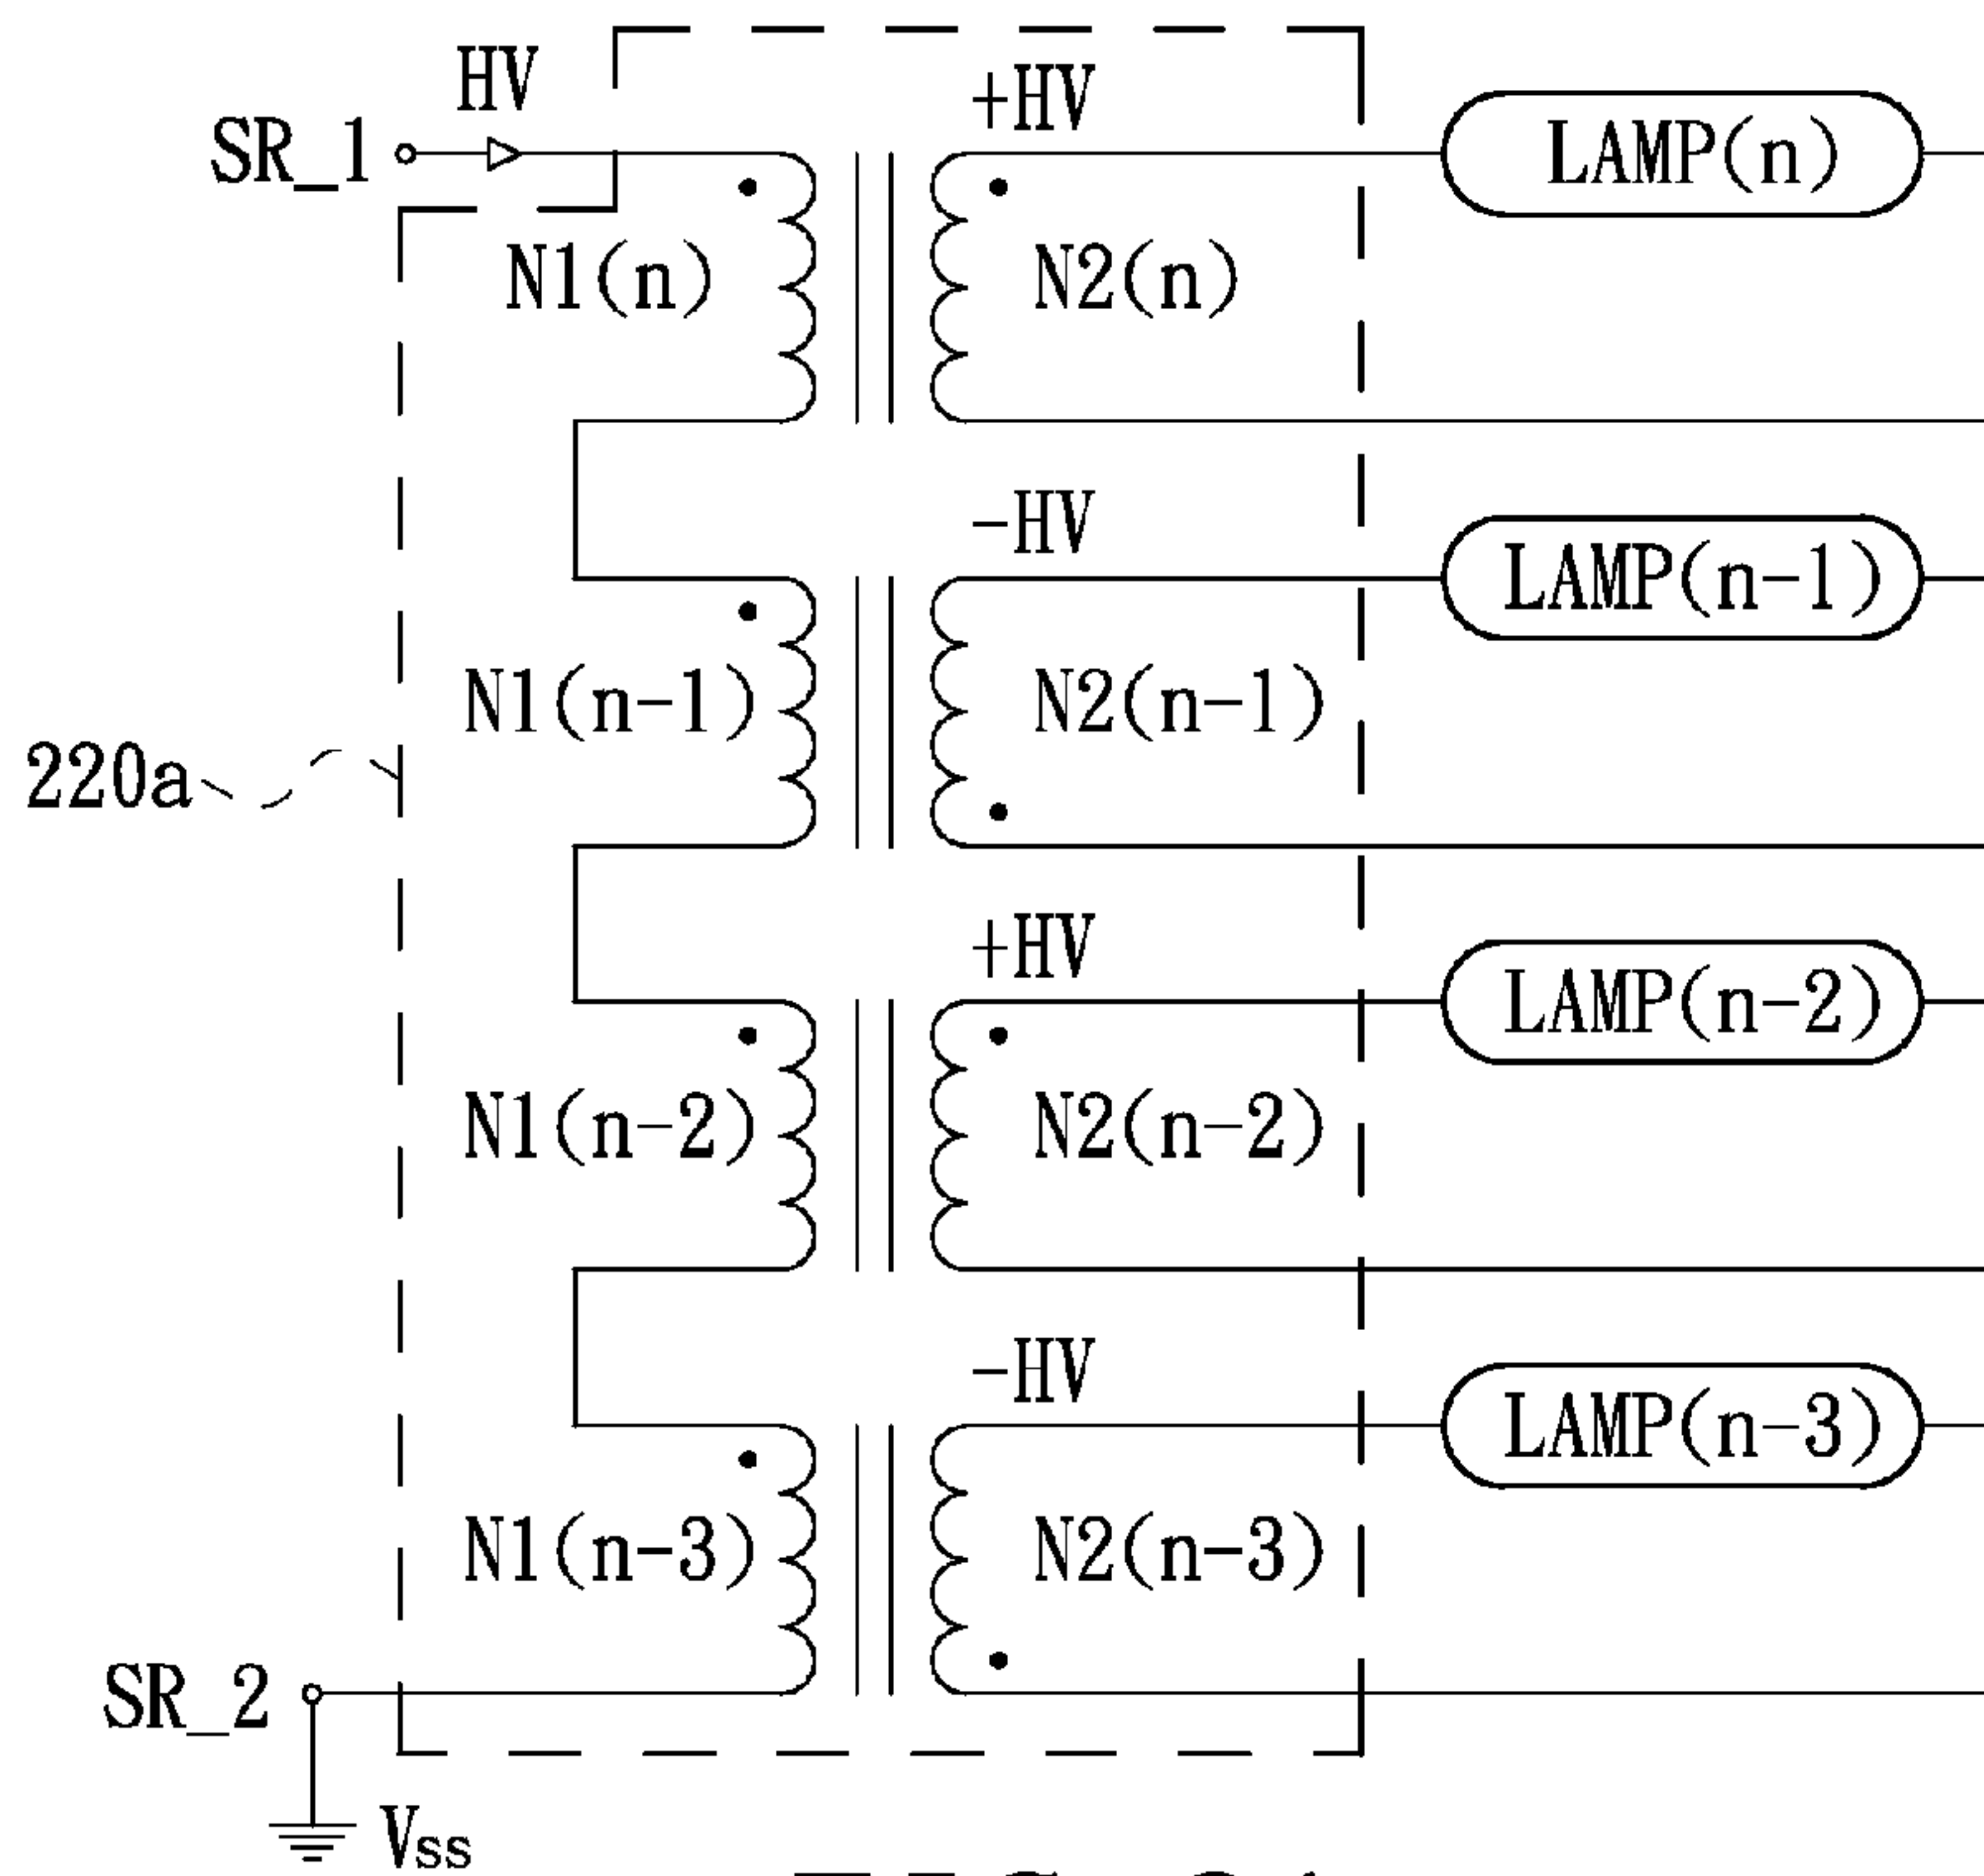 HV
+HV
SR_1
LAMP(n)
N1(n)
N2(n)
-HV
LAMP(n-1)
N1(n-1)
N2(n-1)
220a
+HV
LAMP(n-2)
N1(n-2)
N2(n-2)
-HV
LAMP(n-3)
N1(n-3)
N2(n-3)
SR_2
Vss